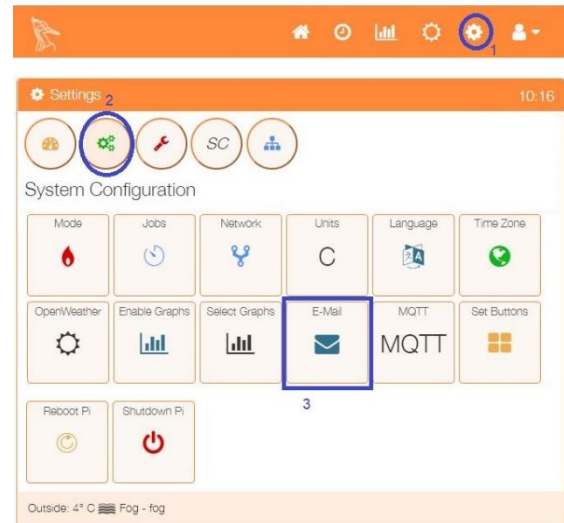 1
Settings 2 10:16
SC
System Configuration
Mode Jobs Network Units Language Time Zone
C A
OpenWeather Enable Graphs Select Graphs E-Mail MQTT Set Buttons
MQTT
3
Reboot Pi Shutdown Pi
Outside: 4° C Fog - fog